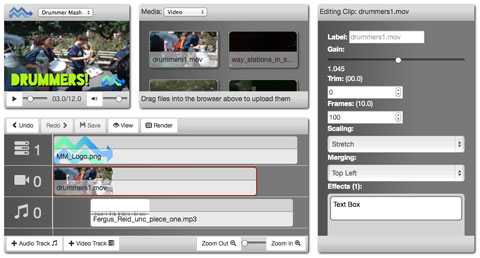 Drummer Mash
DRUMMERS!
03.0/12.0
Media: Video
drummers1.mov
way_stations_in_s...
Drag files into the browser above to upload them
Editing Clip: drummers1.mov
Label: drummers1.mov
Gain:
1.045
Trim: (00.0)
0
Frames: (10.0)
100
Scaling:
Stretch
Merging:
Top Left
Effects (1):
Text Box
Undo
Redo
Save
View
Render
1
MM_Logo.png
0
drummers1.mov
0
Fergus_Reid_unc_piece_one.mp3
+ Audio Track
+ Video Track
Zoom Out
Zoom In